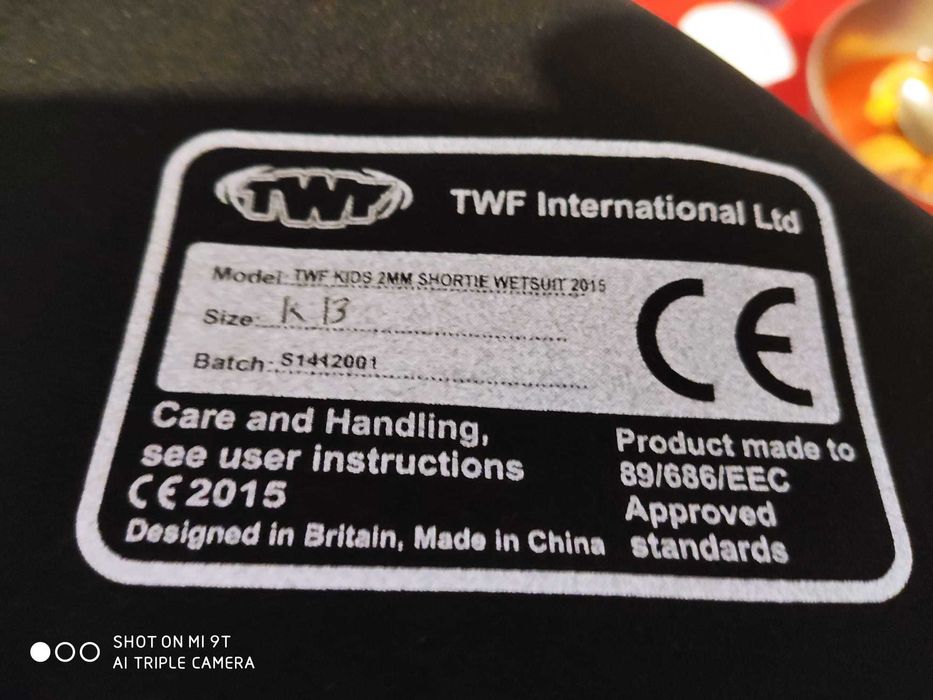 TWF
TWF International Ltd
Model: TWF KIDS 2MM SHORTIE WETSUIT 2015
Size: K 13
Batch: S1412001
CE
Care and Handling,
see user instructions
CE 2015
Designed in Britain, Made in China
Product made to
89/686/EEC
Approved
standards
SHOT ON MI 9T
AI TRIPLE CAMERA